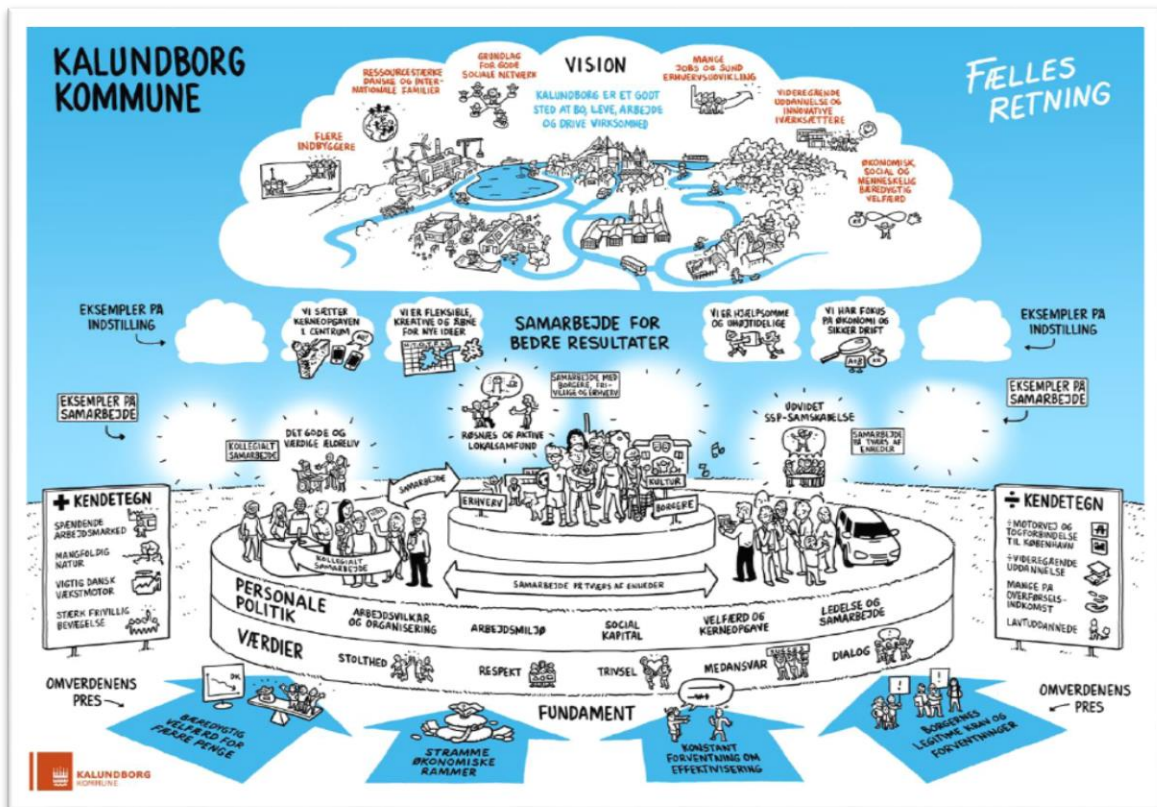 KALUNDBORG
KOMMUNE
FÆLLES
RETNING
VISION
KALUNDBORG ER ET GODT
STED AT BO, LEVE, ARBEJDE
OG DRIVE VIRKSOMHED
FLERE
INDBYGGERE
RESSOURCESTÆRKE
DANSKE OG INTER-
NATIONALE FAMILIER
GRUNDLAG
FOR GODE
SOCIALE NETVÆRK
MANGE
JOBS OG SUND
ERHVERVSUDVIKLING
VIDEREGÅENDE
UDDANNELSE OG
INNOVATIVE
IVÆRKSÆTTERE
ØKONOMISK,
SOCIAL OG
MENNESKELIG
BÆREDYGTIG
VELFÆRD
EKSEMPLER PÅ
INDSTILLING
VI SÆTTER
KERNEOPGAVEN
I CENTRUM
VI ER FLEKSIBLE,
KREATIVE OG ÅBNE
FOR NYE IDEER
SAMARBEJDE FOR
BEDRE RESULTATER
VI ER HJÆLPSOMME
OG UHØJTIDELIGE
VI HAR FOKUS
PÅ ØKONOMI OG
SIKKER DRIFT
EKSEMPLER PÅ
INDSTILLING
EKSEMPLER PÅ
SAMARBEJDE
KOLLEGIALT
SAMARBEJDE
DET GODE OG
VÆRDIGE ÆLDRELIV
SAMARBEJDE MED
BORGERE, FRI-
VILLIGE OG ERHVERV
RØSNÆS OG AKTIVE
LOKALSAMFUND
UDVIDET
SSP-SAMSKABELSE
SAMARBEJDE
PÅ TVÆRS AF
ENHEDER
EKSEMPLER PÅ
SAMARBEJDE
+ KENDETEGN
SPÆNDENDE
ARBEJDSMARKED
MANGFOLDIG
NATUR
VIGTIG DANSK
VÆKSTMOTOR
STÆRK FRIVILLIG
BEVÆGELSE
SAMARBEJDE
ERHVERV
KULTUR
BORGERE
KOLLEGIALT
SAMARBEJDE
SAMARBEJDE PÅ TVÆRS AF ENHEDER
÷ KENDETEGN
÷MOTORVEJ OG
TOGFORBINDELSE
TIL KØBENHAVN
÷VIDEREGÅENDE
UDDANNELSE
MANGE PÅ
OVERFØRSELS-
INDKOMST
LAVTUDDANNEDE
PERSONALE
POLITIK
ARBEJDSVILKÅR
OG ORGANISERING
ARBEJDSMILJØ
SOCIAL
KAPITAL
VELFÆRD OG
KERNEOPGAVE
LEDELSE OG
SAMARBEJDE
VÆRDIER
STOLTHED
RESPEKT
TRIVSEL
MEDANSVAR
DIALOG
FUNDAMENT
OMVERDENENS
PRES
BÆREDYGTIG
VELFÆRD FOR
FÆRRE PENGE
STRAMME
ØKONOMISKE
RAMMER
KONSTANT
FORVENTNING OM
EFFEKTIVISERING
BORGERNES
LEGITIME KRAV OG
FORVENTNINGER
OMVERDENENS
PRES
KALUNDBORG
KOMMUNE